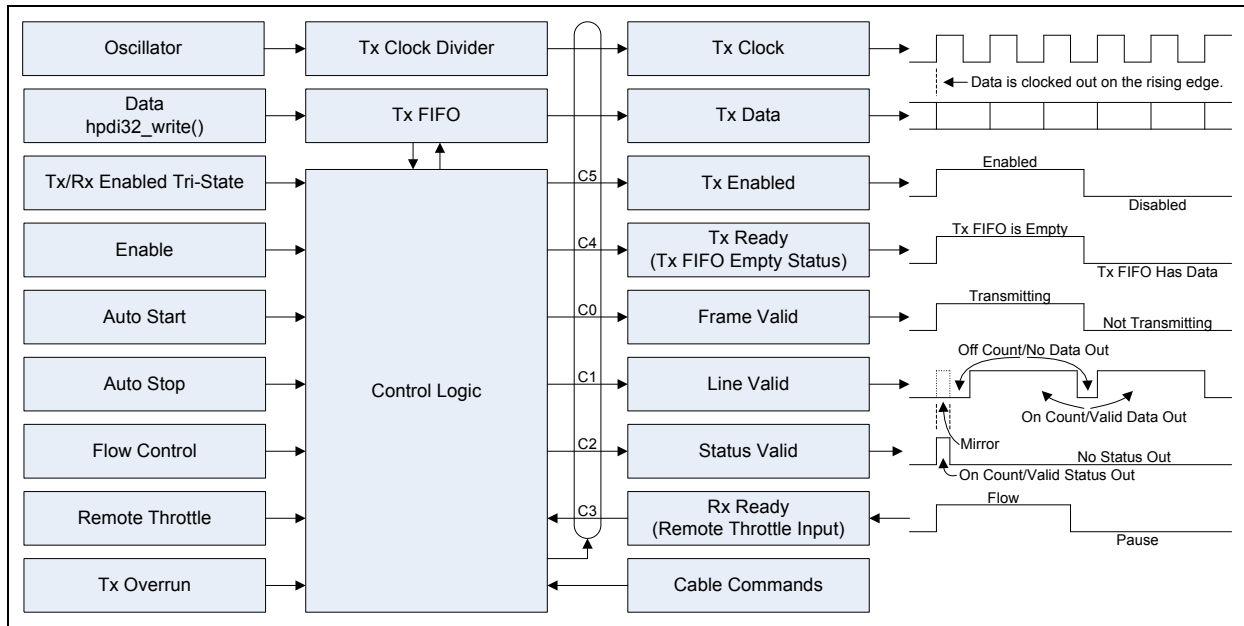 Oscillator
Tx Clock Divider
Tx Clock
Data is clocked out on the rising edge.
Data
hpdi32_write()
Tx FIFO
Tx Data
Tx/Rx Enabled Tri-State
C5
Tx Enabled
Enabled
Disabled
Enable
C4
Tx Ready
(Tx FIFO Empty Status)
Tx FIFO is Empty
Tx FIFO Has Data
Auto Start
C0
Frame Valid
Transmitting
Not Transmitting
Auto Stop
Control Logic
C1
Line Valid
Off Count/No Data Out
On Count/Valid Data Out
Mirror
Flow Control
C2
Status Valid
No Status Out
On Count/Valid Status Out
Remote Throttle
C3
Rx Ready
(Remote Throttle Input)
Flow
Pause
Tx Overrun
Cable Commands